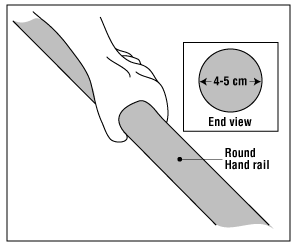 4-5 cm
End view
Round
Hand rail